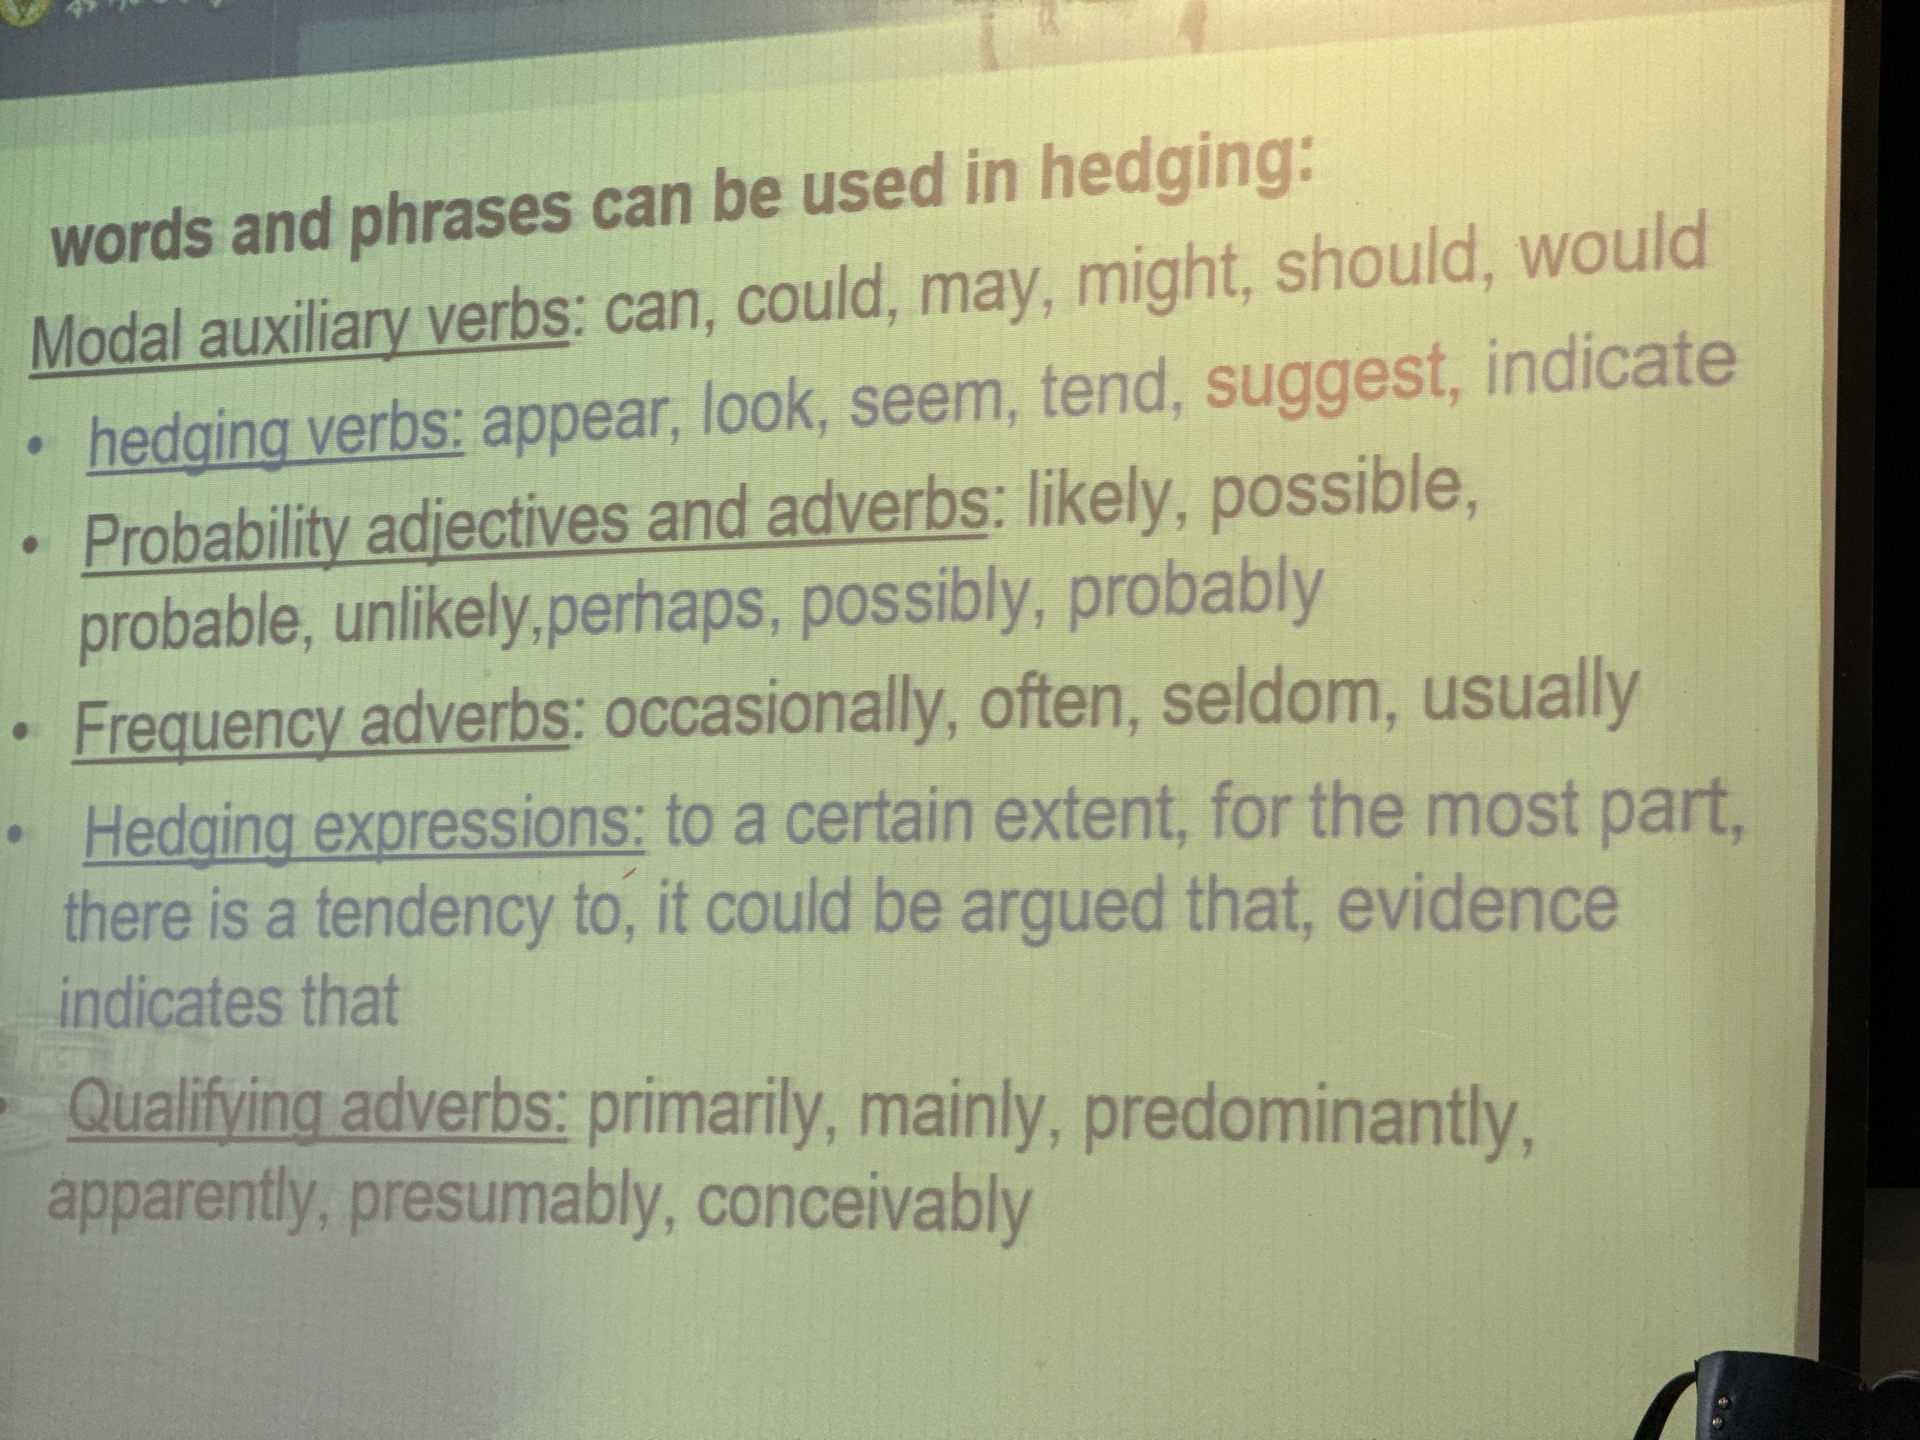 words and phrases can be used in hedging:
Modal auxiliary verbs: can, could, may, might, should, would
• hedging verbs: appear, look, seem, tend, suggest, indicate
• Probability adjectives and adverbs: likely, possible,
probable, unlikely,perhaps, possibly, probably
• Frequency adverbs: occasionally, often, seldom, usually
• Hedging expressions: to a certain extent, for the most part,
there is a tendency to, it could be argued that, evidence
indicates that
• Qualifying adverbs: primarily, mainly, predominantly,
apparently, presumably, conceivably